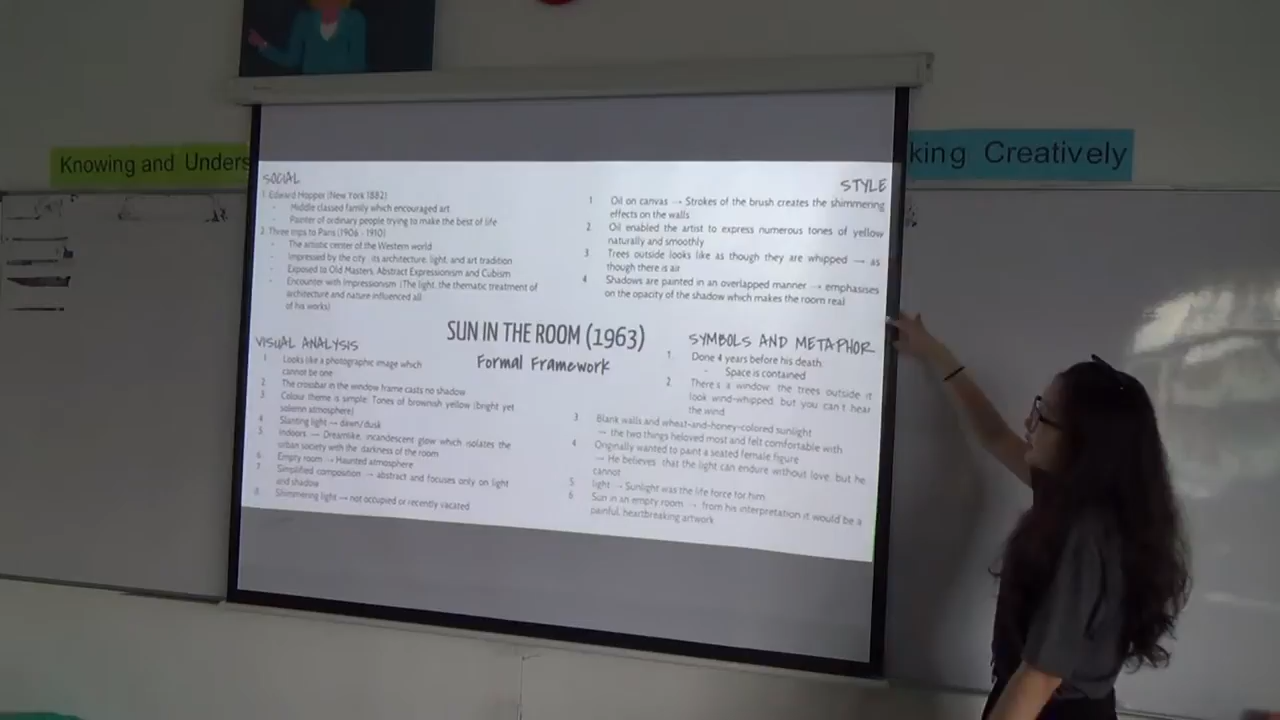 Knowing and Unders
king Creatively
SOCIAL
1. Edward Hopper (New York 1882)
- Middle classed family which encouraged art
- Painter of ordinary people trying to make the best of life
2. Three trips to Paris (1906 - 1910)
- The artistic center of the Western world
- Impressed by the city its architecture, light, and art tradition
- Exposed to Old Masters, Abstract Expressionism and Cubism
- Encounter with Impressionism (The light, the thematic treatment of
architecture and nature influenced all
of his works)
STYLE
1 Oil on canvas → Strokes of the brush creates the shimmering
effects on the walls
2 Oil enabled the artist to express numerous tones of yellow
naturally and smoothly
3 Trees outside looks like as though they are whipped → as
though there is air
4 Shadows are painted in an overlapped manner → emphasises
on the opacity of the shadow which makes the room real
SUN IN THE ROOM (1963)
Formal Framework
VISUAL ANALYSIS
1 Looks like a photographic image which
cannot be one
2 The crossbar in the window frame casts no shadow
3 Colour theme is simple: Tones of brownish yellow (bright yet
solemn atmosphere)
4 Slanting light → dawn/dusk
5 Indoors → Dreamlike, incandescent glow which isolates the
urban society with the darkness of the room
6 Empty room → Haunted atmosphere
7 Simplified composition → abstract and focuses only on light
and shadow
8 Shimmering light → not occupied or recently vacated
SYMBOLS AND METAPHOR
1. Done 4 years before his death
- Space is contained
2. There's a window the trees outside it
look wind-whipped but you can't hear
the wind
3. Blank walls and wheat-and-honey-colored sunlight
→ the two things he loved most and felt comfortable with
4 Originally wanted to paint a seated female figure
→ He believes that the light can endure without love, but he
cannot
5 light → Sunlight was the life force for him
6 Sun in an empty room → from his interpretation it would be a
painful, heartbreaking artwork